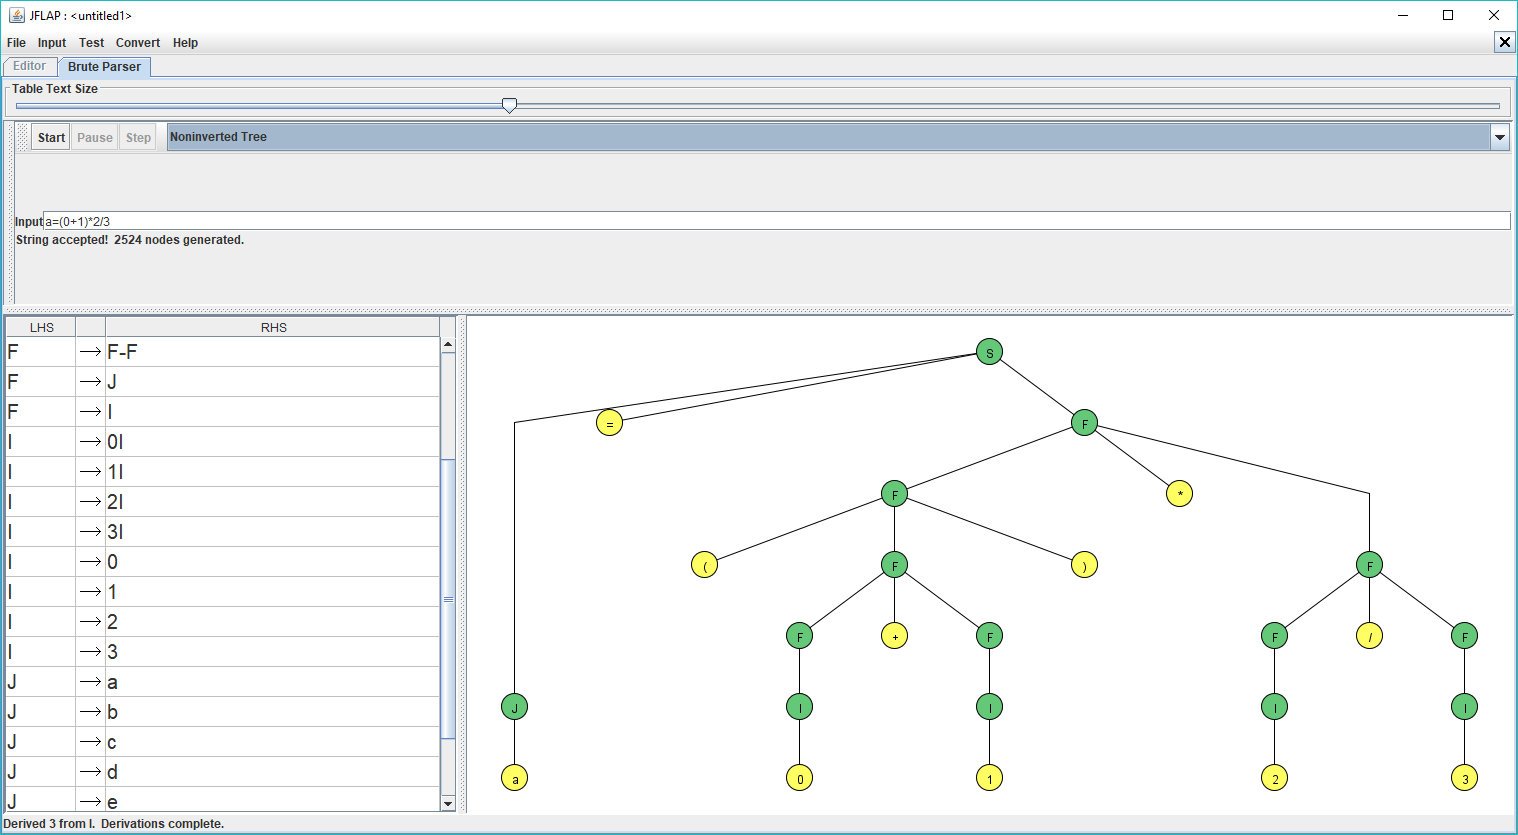 JFLAP : <untitled1>
File Input Test Convert Help
Editor Brute Parser
Table Text Size
Start Pause Step Noninverted Tree
Input a=(0+1)*2/3
String accepted! 2524 nodes generated.
LHS RHS
F → F-F
F → J
F → I
I → 0I
I → 1I
I → 2I
I → 3I
I → 0
I → 1
I → 2
I → 3
J → a
J → b
J → c
J → d
J → e
S
= F
F *
( F ) F
F + F F / F
J I I I I
a 0 1 2 3
Derived 3 from I. Derivations complete.